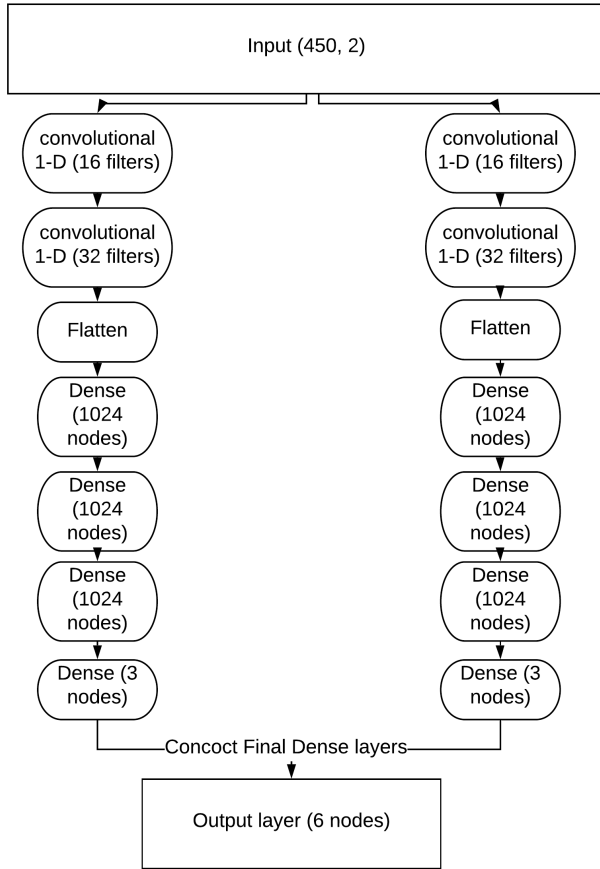 Input (450, 2)
convolutional
1-D (16 filters)
convolutional
1-D (16 filters)
convolutional
1-D (32 filters)
convolutional
1-D (32 filters)
Flatten
Flatten
Dense
(1024
nodes)
Dense
(1024
nodes)
Dense
(1024
nodes)
Dense
(1024
nodes)
Dense
(1024
nodes)
Dense
(1024
nodes)
Dense (3
nodes)
Dense (3
nodes)
Concoct Final Dense layers
Output layer (6 nodes)